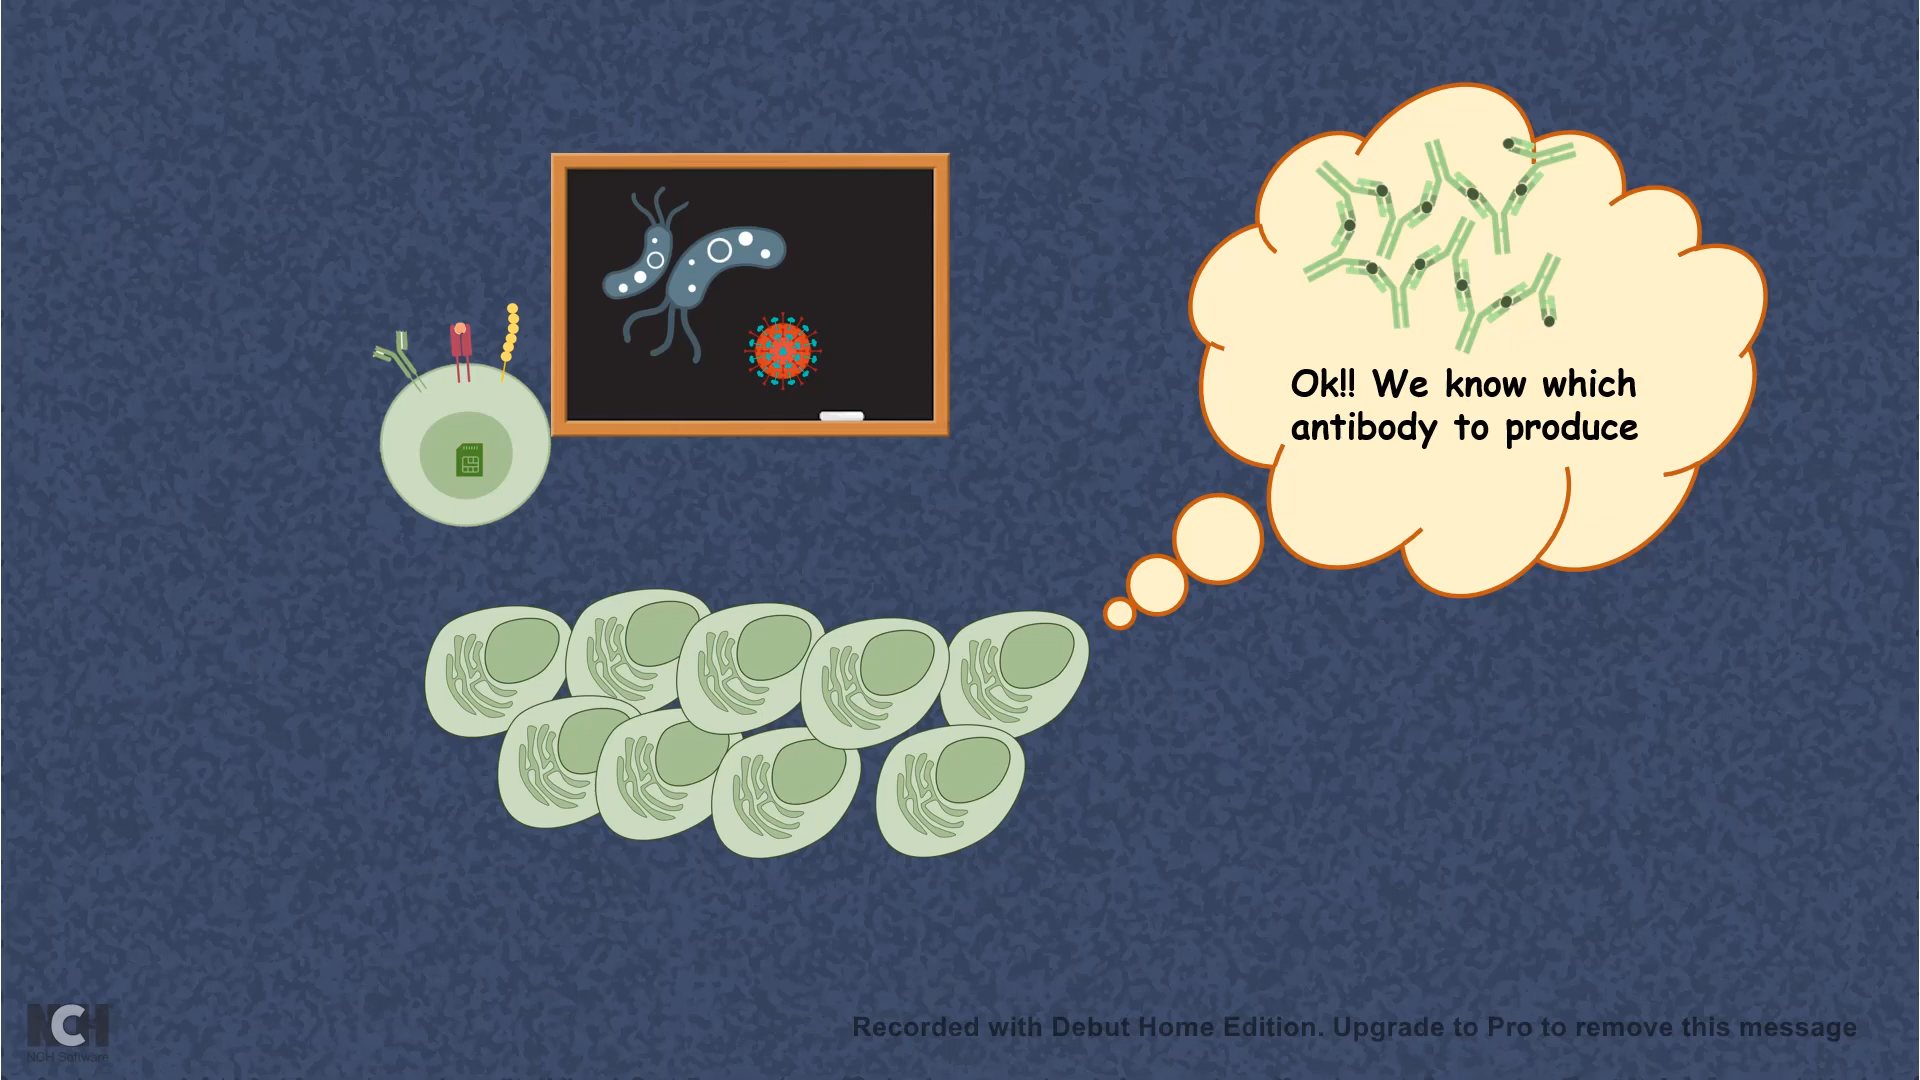 Ok!! We know which
antibody to produce
NCH
NCH Software
Recorded with Debut Home Edition. Upgrade to Pro to remove this message